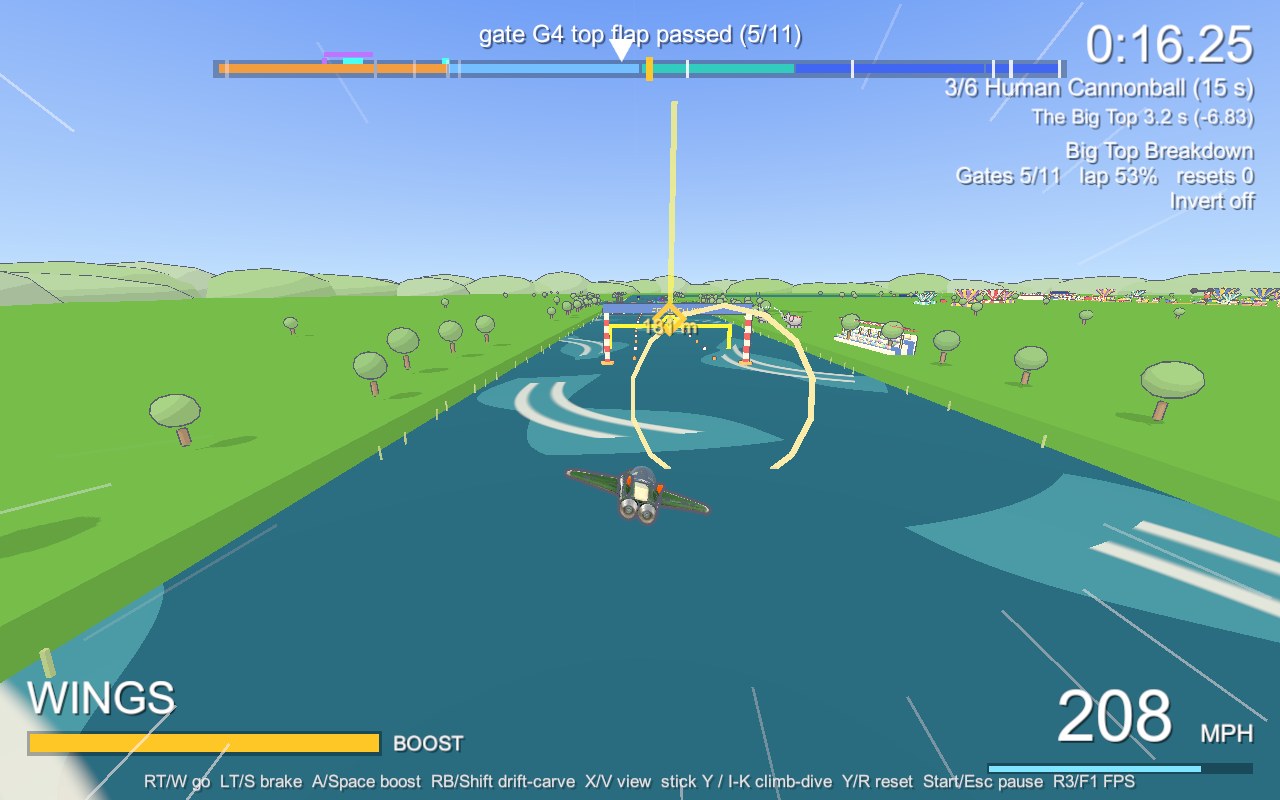 gate G4 top flap passed (5/11)
0:16.25
3/6 Human Cannonball (15 s)
The Big Top 3.2 s (-6.83)
Big Top Breakdown
Gates 5/11 lap 53% resets 0
Invert off
WINGS
BOOST
208 MPH
RT/W go LT/S brake A/Space boost RB/Shift drift-carve X/V view stick Y / I-K climb-dive Y/R reset Start/Esc pause R3/F1 FPS